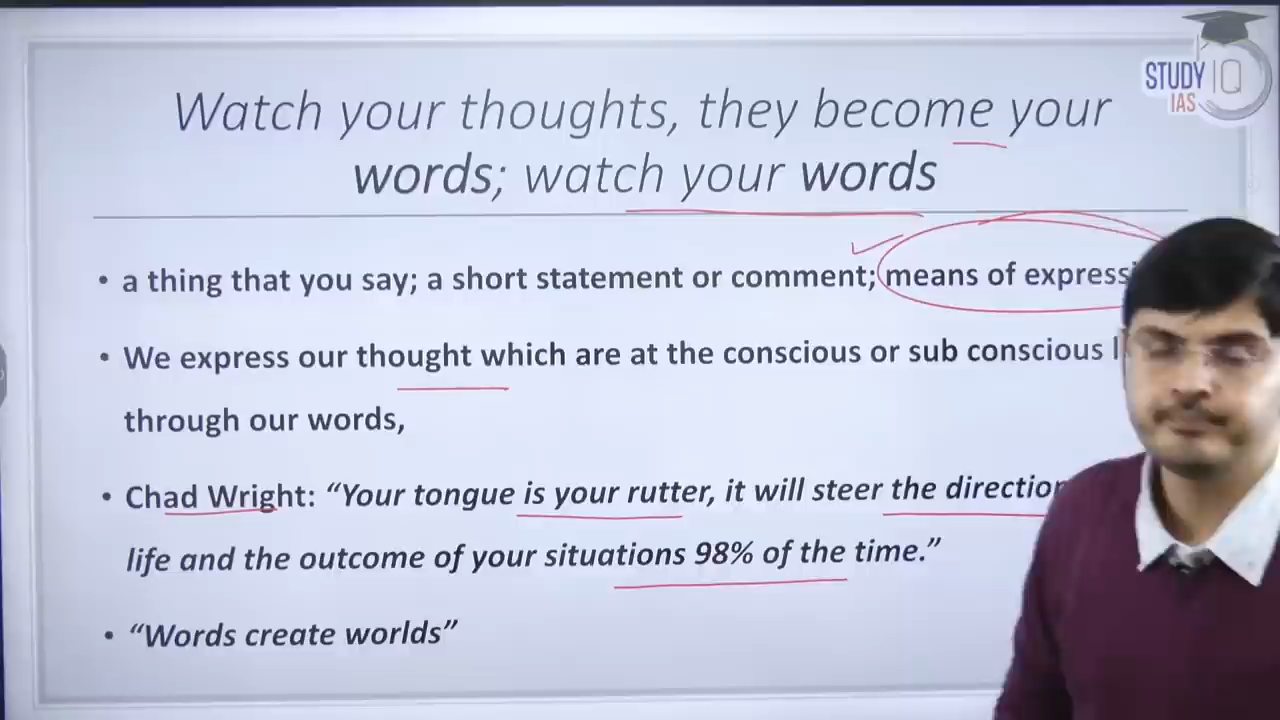 STUDY IQ
IAS
Watch your thoughts, they become your
words; watch your words
• a thing that you say; a short statement or comment; means of
• We express our thought which are at the conscious or sub conscious
through our words,
• Chad Wright: “Your tongue is your rutter, it will steer the
life and the outcome of your situations 98% of the time.”
• “Words create worlds”